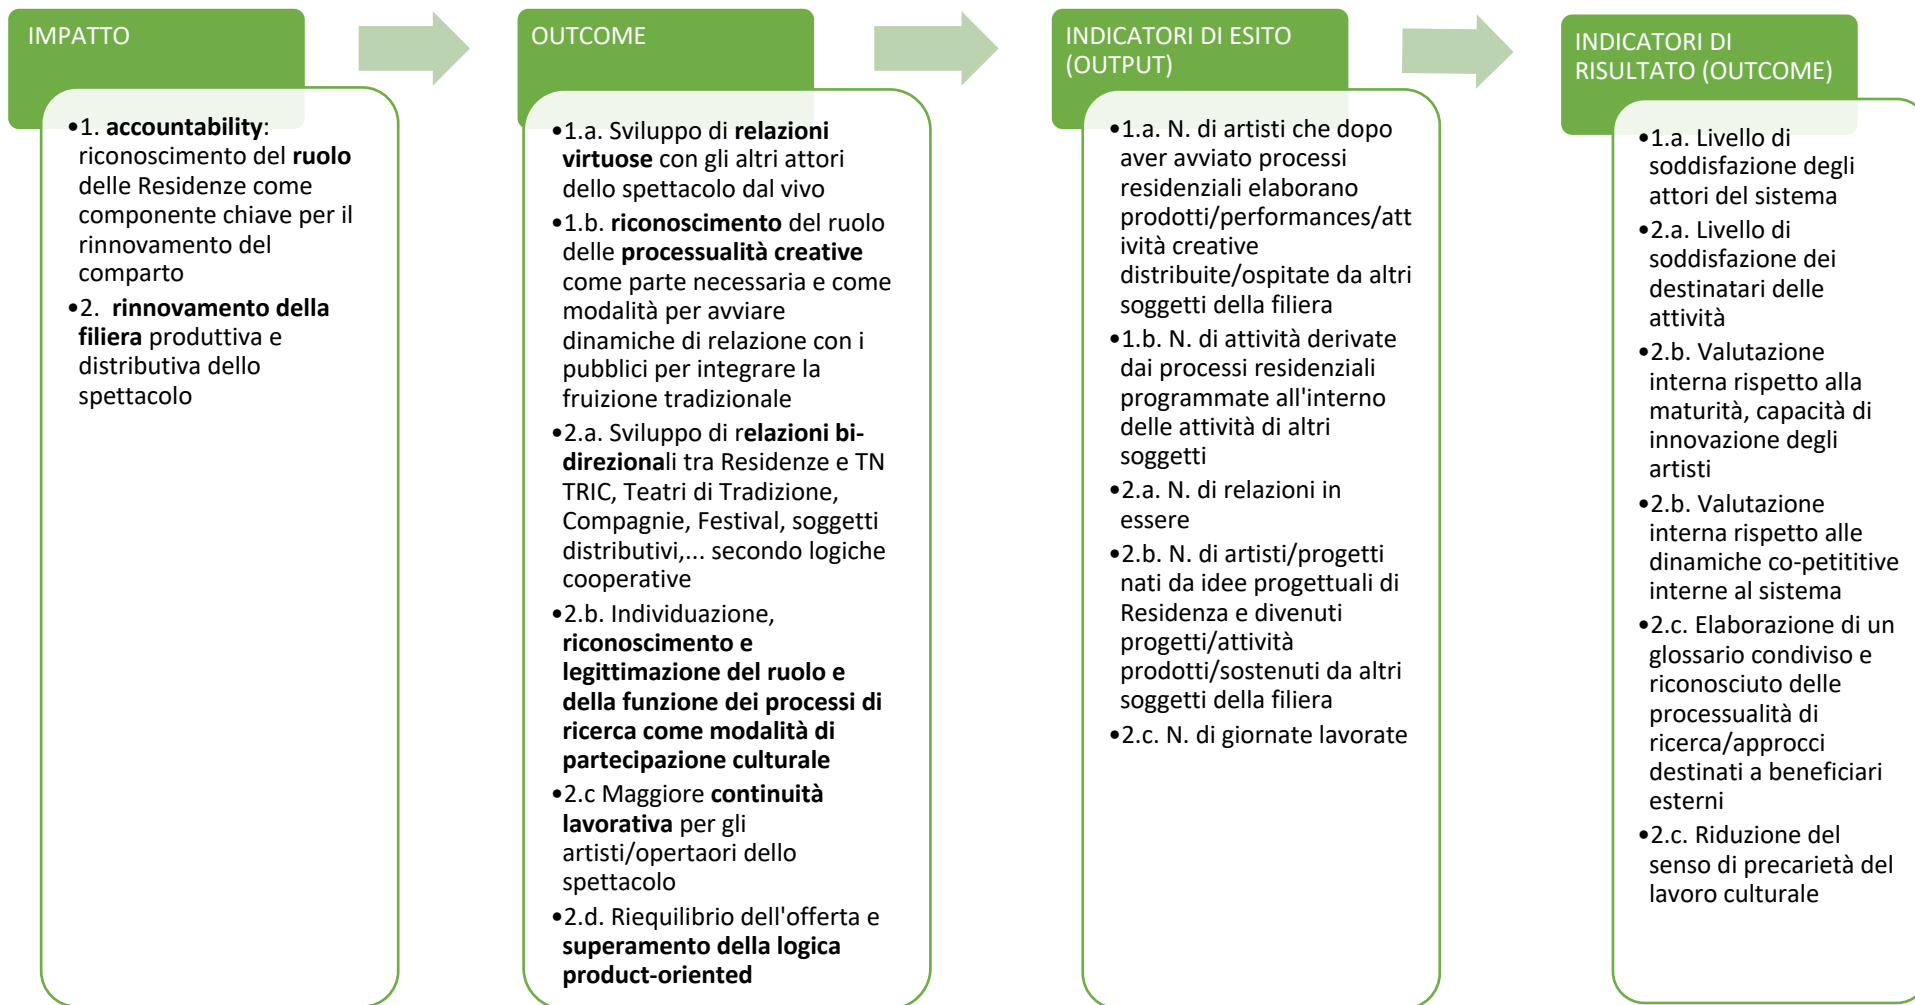 IMPATTO
•1. accountability:
riconoscimento del ruolo
delle Residenze come
componente chiave per il
rinnovamento del
comparto
•2. rinnovamento della
filiera produttiva e
distributiva dello
spettacolo
OUTCOME
•1.a. Sviluppo di relazioni
virtuose con gli altri attori
dello spettacolo dal vivo
•1.b. riconoscimento del ruolo
delle processualità creative
come parte necessaria e come
modalità per avviare
dinamiche di relazione con i
pubblici per integrare la
fruizione tradizionale
•2.a. Sviluppo di relazioni bi-
direzionali tra Residenze e TN
TRIC, Teatri di Tradizione,
Compagnie, Festival, soggetti
distributivi,... secondo logiche
cooperative
•2.b. Individuazione,
riconoscimento e
legittimazione del ruolo e
della funzione dei processi di
ricerca come modalità di
partecipazione culturale
•2.c Maggiore continuità
lavorativa per gli
artisti/opertaori dello
spettacolo
•2.d. Riequilibrio dell'offerta e
superamento della logica
product-oriented
INDICATORI DI ESITO
(OUTPUT)
•1.a. N. di artisti che dopo
aver avviato processi
residenziali elaborano
prodotti/performances/att
ività creative
distribuite/ospitate da altri
soggetti della filiera
•1.b. N. di attività derivate
dai processi residenziali
programmate all'interno
delle attività di altri
soggetti
•2.a. N. di relazioni in
essere
•2.b. N. di artisti/progetti
nati da idee progettuali di
Residenza e divenuti
progetti/attività
prodotti/sostenuti da altri
soggetti della filiera
•2.c. N. di giornate lavorate
INDICATORI DI
RISULTATO (OUTCOME)
•1.a. Livello di
soddisfazione degli
attori del sistema
•2.a. Livello di
soddisfazione dei
destinatari delle
attività
•2.b. Valutazione
interna rispetto alla
maturità, capacità di
innovazione degli
artisti
•2.b. Valutazione
interna rispetto alle
dinamiche co-petititive
interne al sistema
•2.c. Elaborazione di un
glossario condiviso e
riconosciuto delle
processualità di
ricerca/approcci
destinati a beneficiari
esterni
•2.c. Riduzione del
senso di precarietà del
lavoro culturale